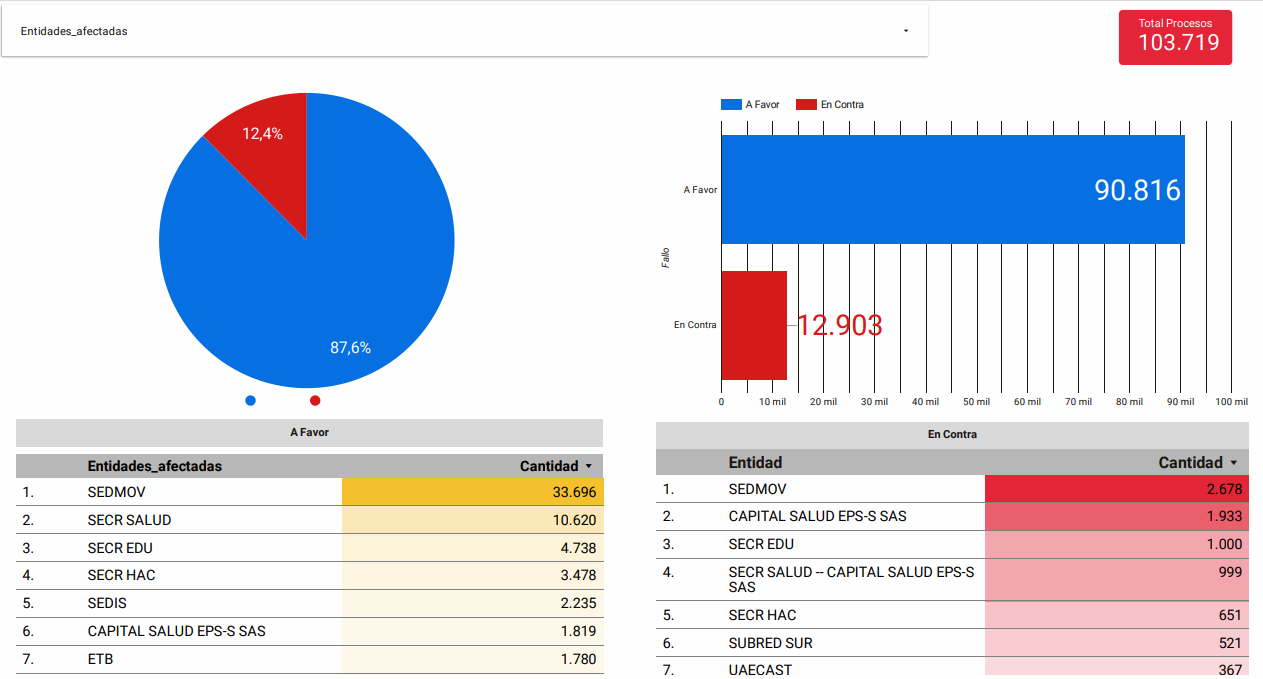 Entidades_afectadas
Total Procesos
103.719
12,4%
87,6%
A Favor
En Contra
A Favor
90.816
Fallo
En Contra
12.903
0
10 mil
20 mil
30 mil
40 mil
50 mil
60 mil
70 mil
80 mil
90 mil
100 mil
A Favor
Entidades_afectadas Cantidad
1. SEDMOV 33.696
2. SECR SALUD 10.620
3. SECR EDU 4.738
4. SECR HAC 3.478
5. SEDIS 2.235
6. CAPITAL SALUD EPS-S SAS 1.819
7. ETB 1.780
En Contra
Entidad Cantidad
1. SEDMOV 2.678
2. CAPITAL SALUD EPS-S SAS 1.933
3. SECR EDU 1.000
4. SECR SALUD -- CAPITAL SALUD EPS-S 999
SAS
5. SECR HAC 651
6. SUBRED SUR 521
7. UAECAST 367